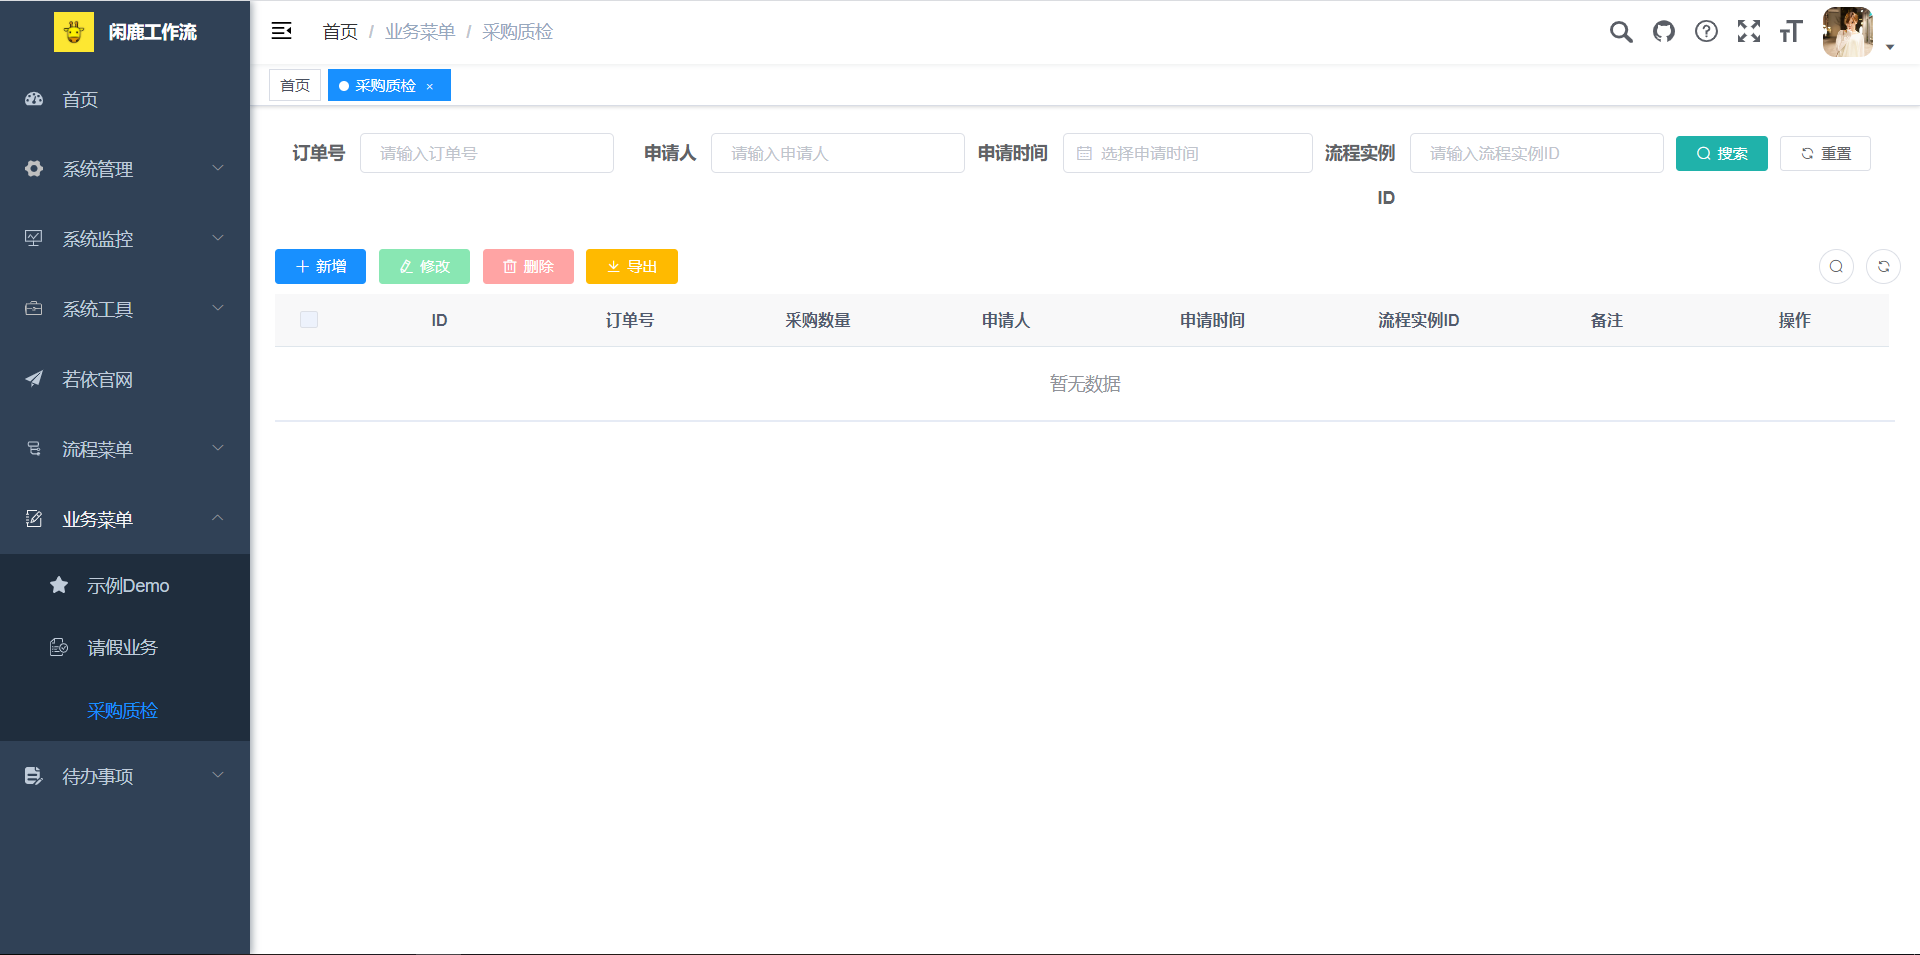 闲鹿工作流
首页
系统管理
系统监控
系统工具
若依官网
流程菜单
业务菜单
示例Demo
请假业务
采购质检
待办事项
首页 / 业务菜单 / 采购质检
首页
采购质检 ×
订单号 请输入订单号 申请人 请输入申请人 申请时间 选择申请时间 流程实例 请输入流程实例ID 搜索 重置
ID
新增 修改 删除 导出
ID 订单号 采购数量 申请人 申请时间 流程实例ID 备注 操作
暂无数据